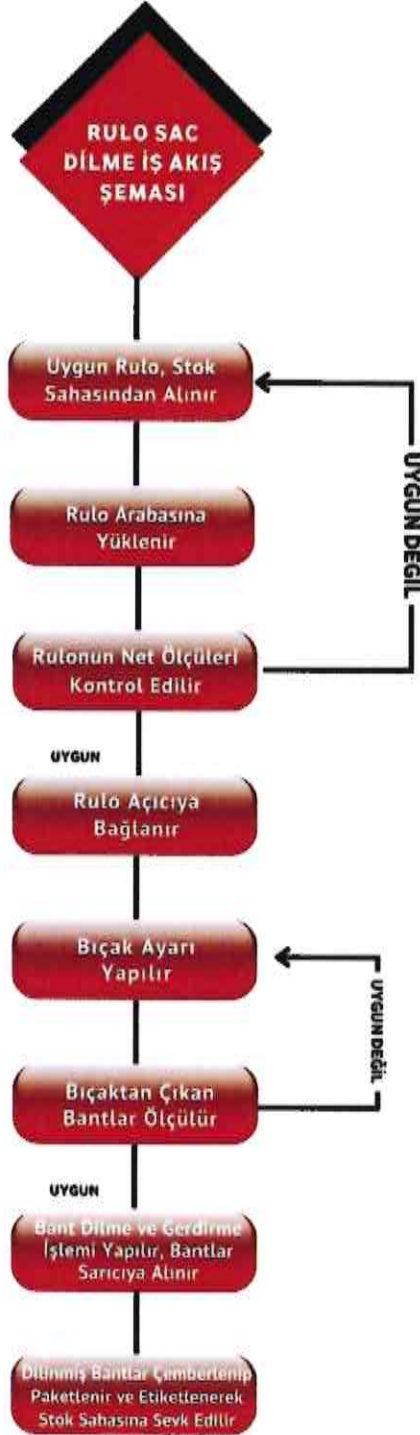 RULO SAC
DİLME İŞ AKIŞ
ŞEMASI
Uygun Rulo, Stok
Sahasından Alınır
UYGUN DEĞİL
Rulo Arabasına
Yüklenir
Rulonun Net Ölçüleri
Kontrol Edilir
UYGUN
Rulo Açıcıya
Bağlanır
Bıçak Ayarı
Yapılır
UYGUN DEĞİL
Bıçaktan Çıkan
Bantlar Ölçülür
UYGUN
Bant Dilme ve Gerdirme
İşlemi Yapılır, Bantlar
Sarıcıya Alınır
Dilinmiş Bantlar Çemberlenip
Paketlenir ve Etiketlenerek
Stok Sahasına Sevk Edilir